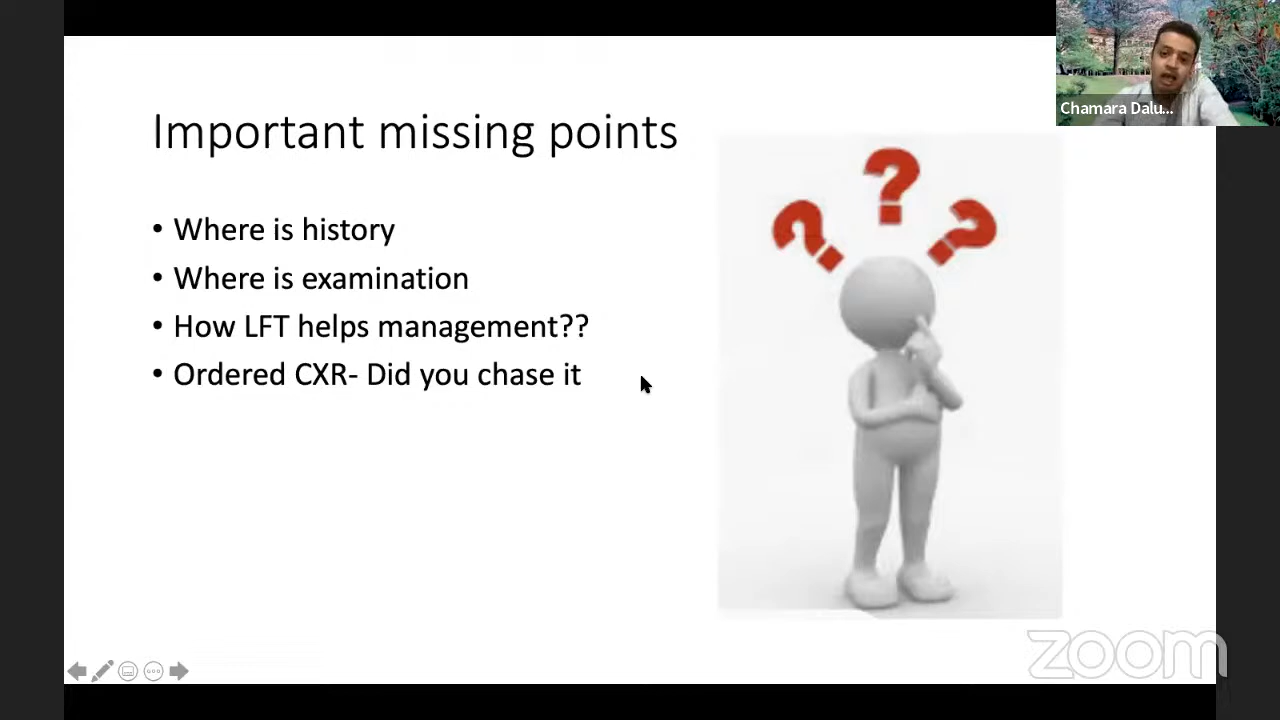 Chamara Dalu...
Important missing points
• Where is history
• Where is examination
• How LFT helps management??
• Ordered CXR- Did you chase it
? ? ?
zoom